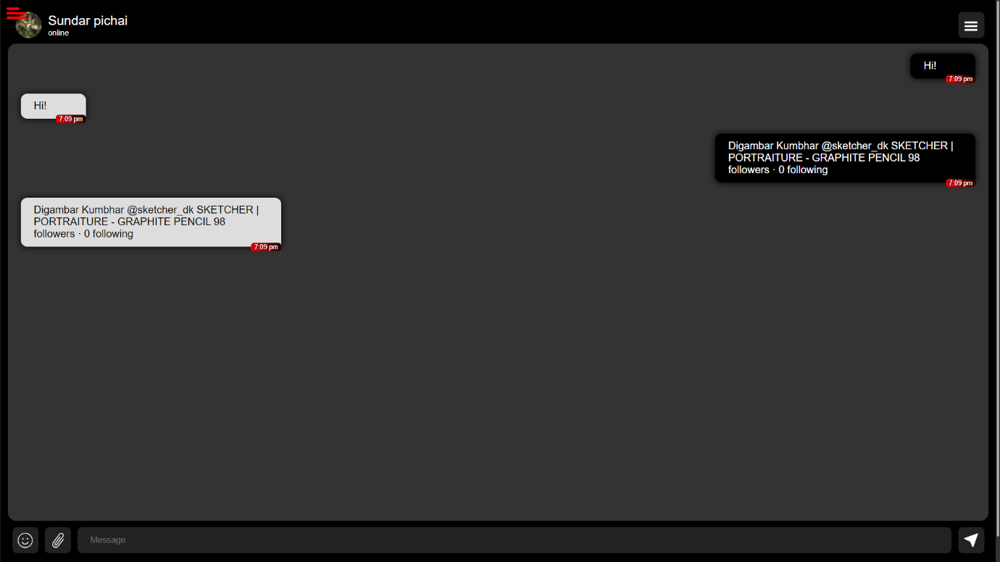 Sundar pichai
online
Hi!
7:09 pm
Hi!
7:09 pm
Digambar Kumbhar @sketcher_dk SKETCHER |
PORTRAITURE - GRAPHITE PENCIL 98
followers · 0 following
7:09 pm
Digambar Kumbhar @sketcher_dk SKETCHER |
PORTRAITURE - GRAPHITE PENCIL 98
followers · 0 following
7:09 pm
Message